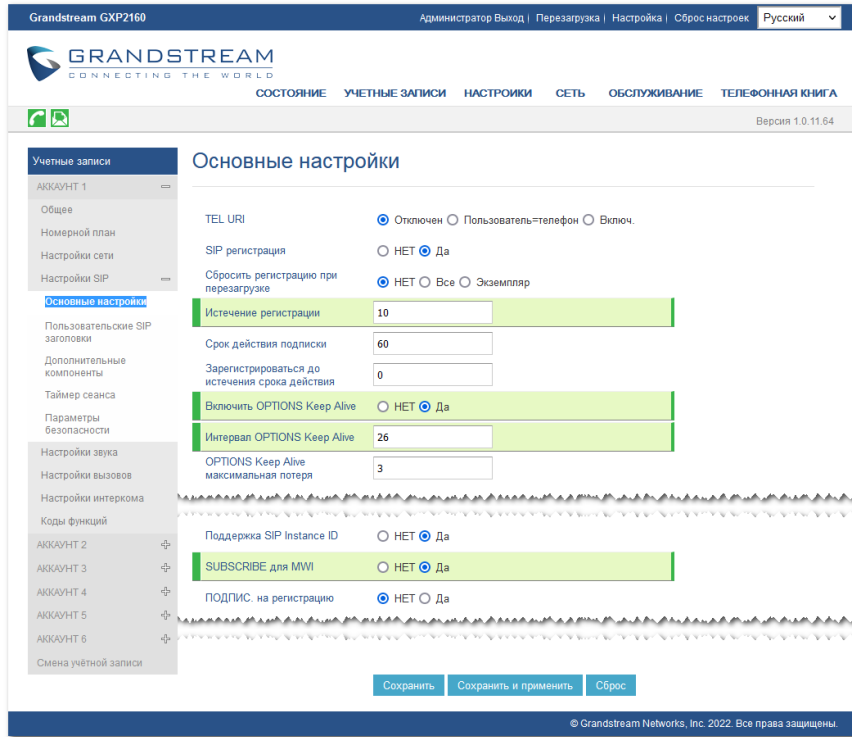 Grandstream GXP2160
Администратор Выход | Перезагрузка | Настройка | Сброс настроек Русский
GRANDSTREAM
CONNECTING THE WORLD
СОСТОЯНИЕ УЧЕТНЫЕ ЗАПИСИ НАСТРОЙКИ СЕТЬ ОБСЛУЖИВАНИЕ ТЕЛЕФОННАЯ КНИГА
Версия 1.0.11.64
Учетные записи
АККАУНТ 1
Общее
Номерной план
Настройки сети
Настройки SIP
Основные настройки
Пользовательские SIP
заголовки
Дополнительные
компоненты
Таймер сеанса
Параметры
безопасности
Настройки звука
Настройки вызовов
Настройки интеркома
Коды функций
АККАУНТ 2
АККАУНТ 3
АККАУНТ 4
АККАУНТ 5
АККАУНТ 6
Смена учётной записи
Основные настройки
TEL URI Отключен Пользователь=телефон Включ.
SIP регистрация НЕТ Да
Сбросить регистрацию при
перезагрузке НЕТ Все Экземпляр
Истечение регистрации 10
Срок действия подписки 60
Зарегистрироваться до
истечения срока действия 0
Включить OPTIONS Keep Alive НЕТ Да
Интервал OPTIONS Keep Alive 26
OPTIONS Keep Alive
максимальная потеря 3
Поддержка SIP Instance ID НЕТ Да
SUBSCRIBE для MWI НЕТ Да
ПОДПИС. на регистрацию НЕТ Да
Сохранить Сохранить и применить Сброс
© Grandstream Networks, Inc. 2022. Все права защищены.